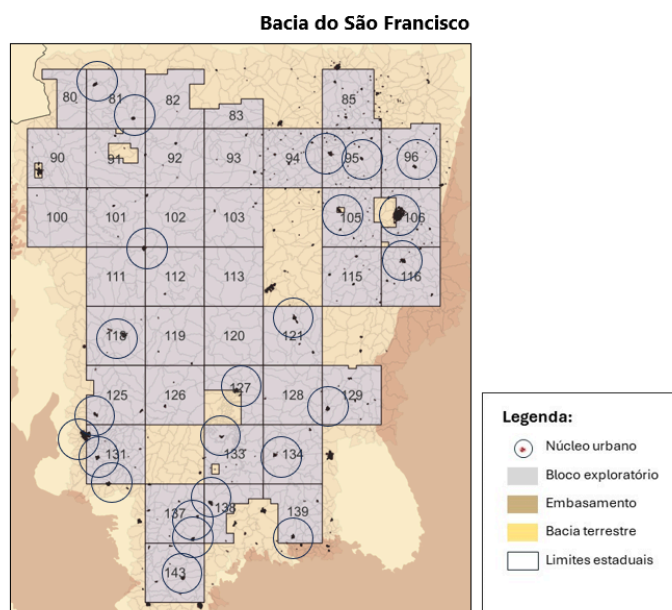 Bacia do São Francisco
80 81 82 83 85
90 91 92 93 94 95 96
100 101 102 103 105 106
111 112 113 115 116
118 119 120 121
125 126 127 128 129
131 133 134
137 138 139
143
Legenda:
Núcleo urbano
Bloco exploratório
Embasamento
Bacia terrestre
Limites estaduais